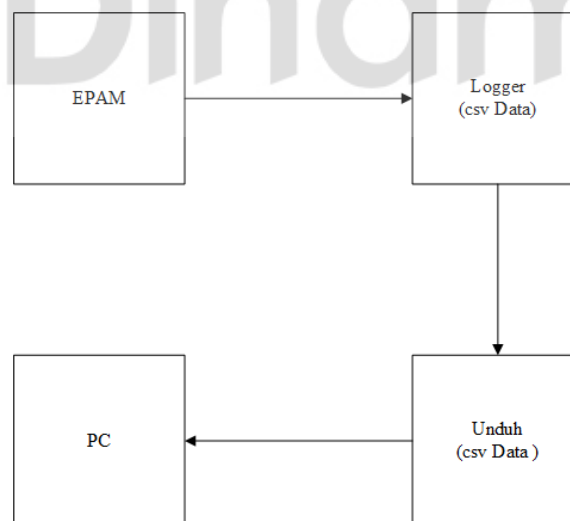 EPAM
Logger
(csv Data)
Unduh
(csv Data )
PC